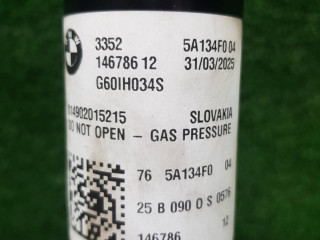 3352 5A134F0 04
146786 12 31/03/2025
G60IH034S
14902015215 SLOVAKIA
DO NOT OPEN - GAS PRESSURE
76 5A134F0 04
25 B 090 0 S 0576
146786 12